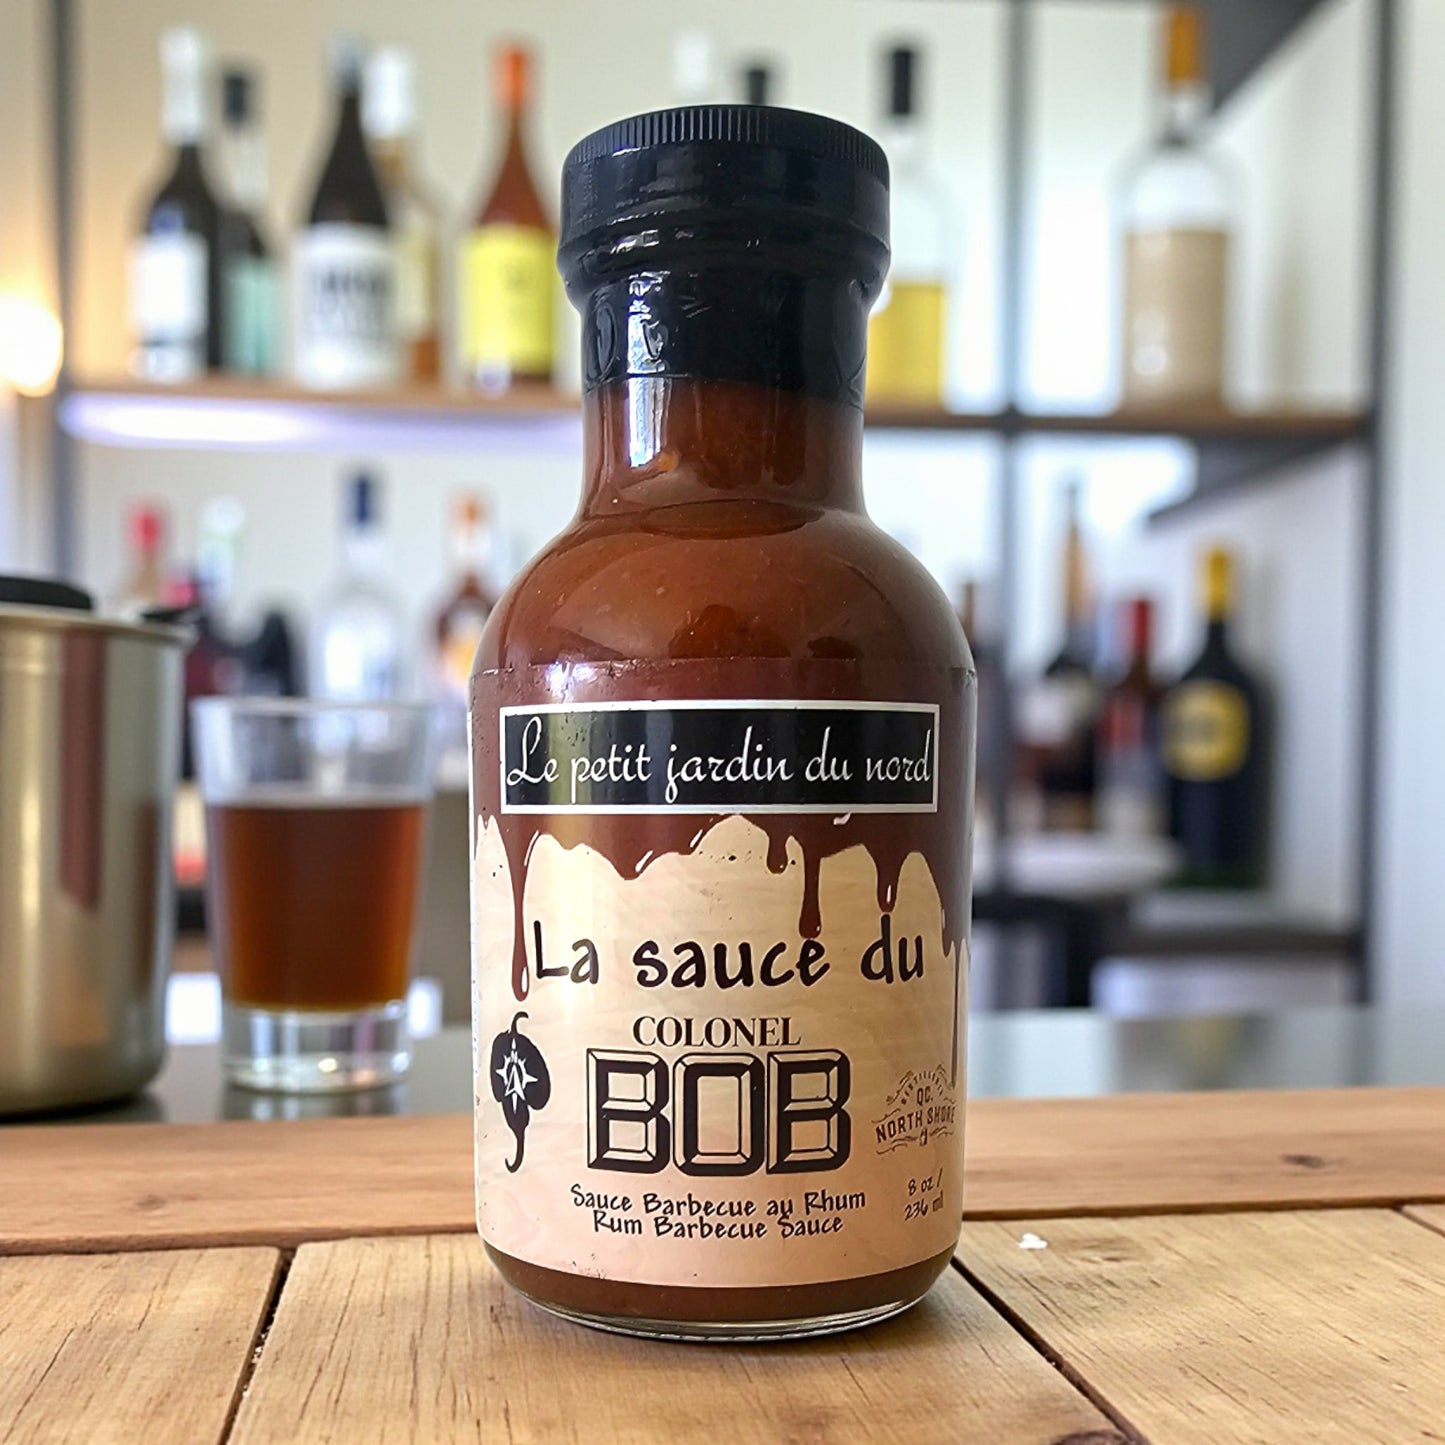 Le petit jardin du nord
La sauce du
COLONEL
BOB
N
DISTILLERIE
QC.
NORTH SHORE
Sauce Barbecue au Rhum
Rum Barbecue Sauce
8 oz /
236 ml